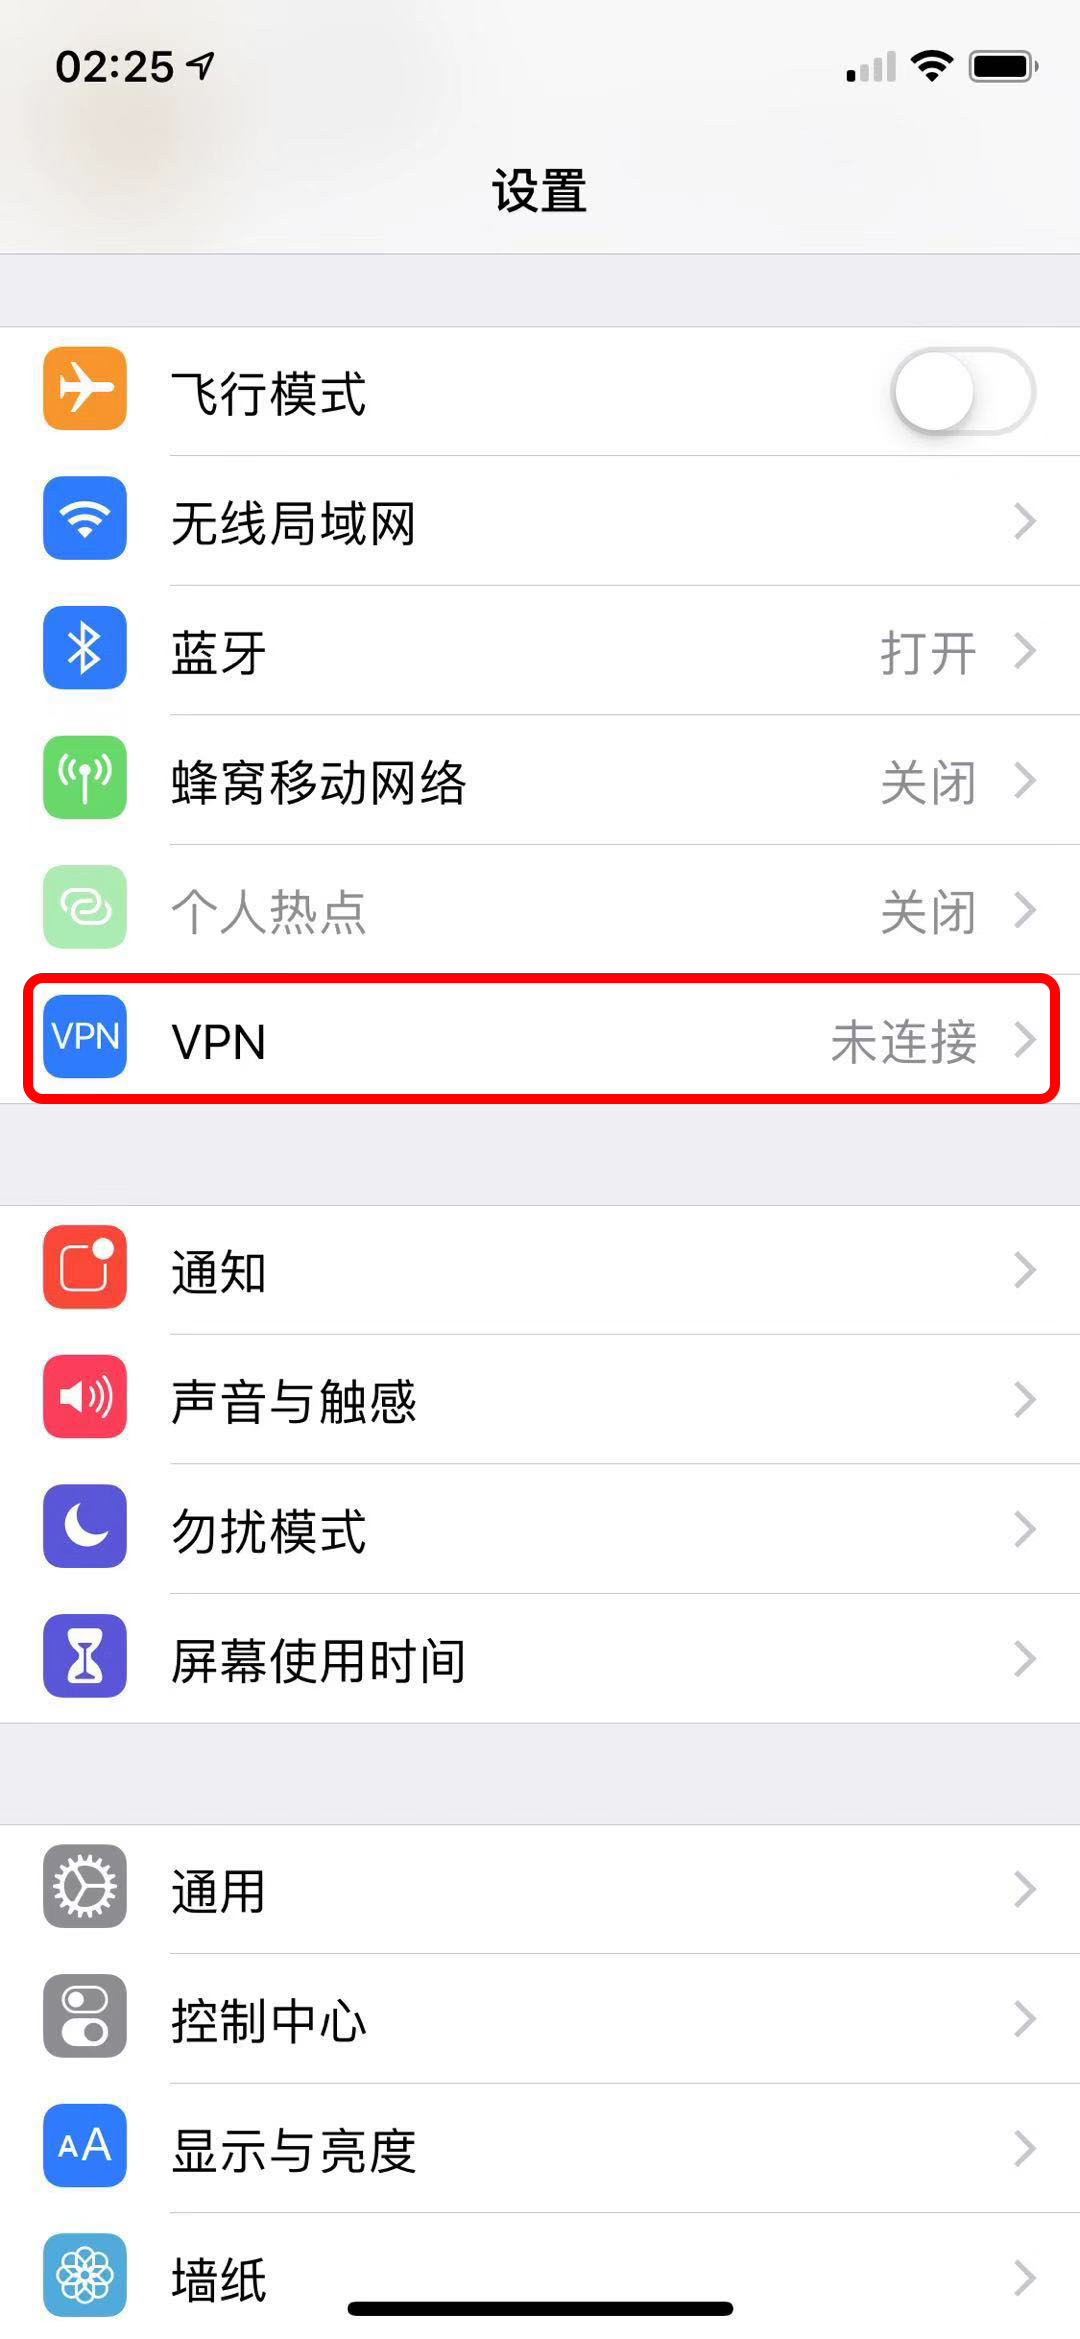 02:25
设置
飞行模式
无线局域网
蓝牙 打开
蜂窝移动网络 关闭
个人热点 关闭
VPN VPN 未连接
通知
声音与触感
勿扰模式
屏幕使用时间
通用
控制中心
AA 显示与亮度
墙纸